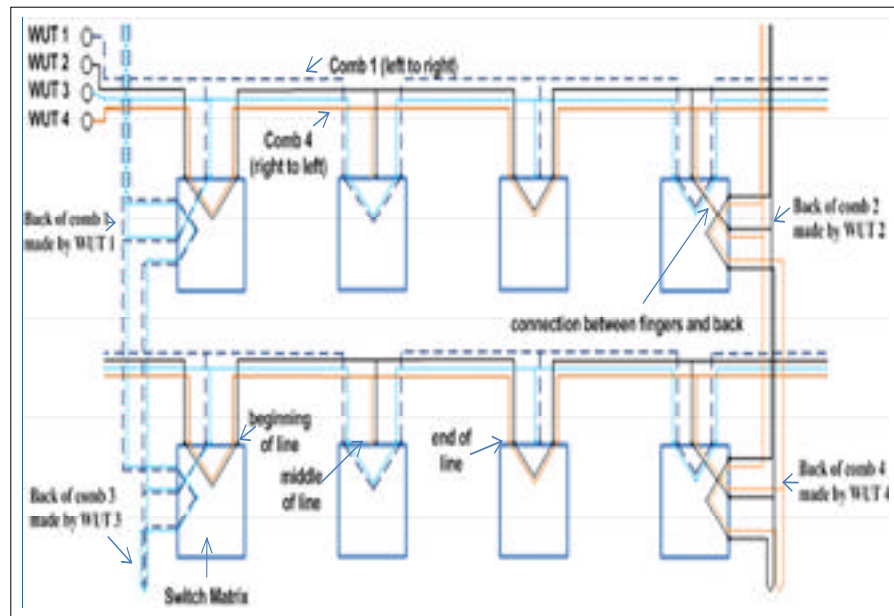 WUT 1
WUT 2
WUT 3
WUT 4
Comb 1 (left to right)
Comb 4
(right to left)
Back of comb 1
made by WUT 1
Back of comb 2
made by WUT 2
connection between fingers and back
beginning
of line
middle
of line
end of
line
Back of comb 3
made by WUT 3
Back of comb 4
made by WUT 4
Switch Matrix